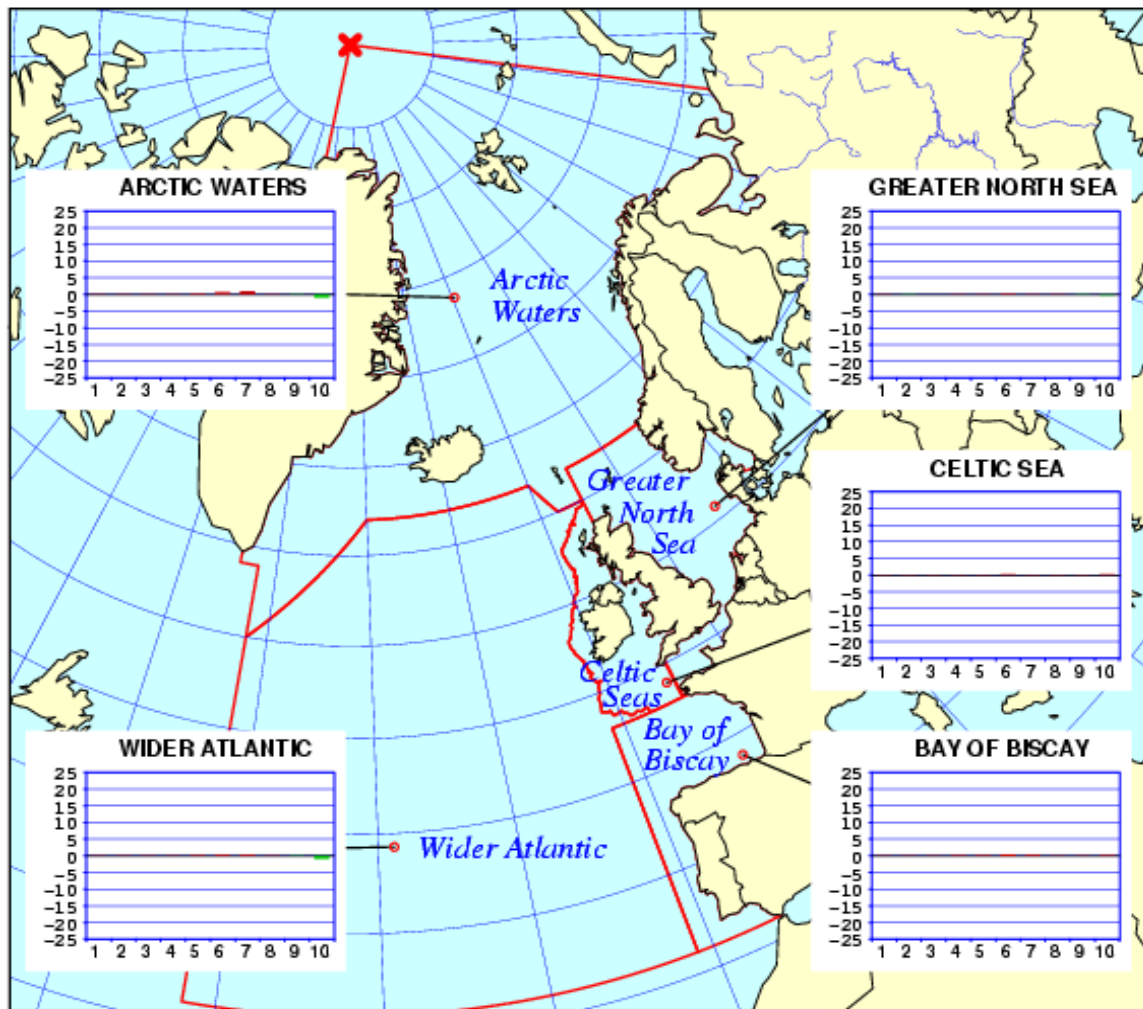 ARCTIC WATERS
25
20
15
10
5
0
−5
−10
−15
−20
−25
1 2 3 4 5 6 7 8 9 10
GREATER NORTH SEA
25
20
15
10
5
0
−5
−10
−15
−20
−25
1 2 3 4 5 6 7 8 9 10
Arctic
Waters
Greater
North
Sea
CELTIC SEA
25
20
15
10
5
0
−5
−10
−15
−20
−25
1 2 3 4 5 6 7 8 9 10
Celtic
Seas
Bay of
Biscay
WIDER ATLANTIC
25
20
15
10
5
0
−5
−10
−15
−20
−25
1 2 3 4 5 6 7 8 9 10
Wider Atlantic
BAY OF BISCAY
25
20
15
10
5
0
−5
−10
−15
−20
−25
1 2 3 4 5 6 7 8 9 10